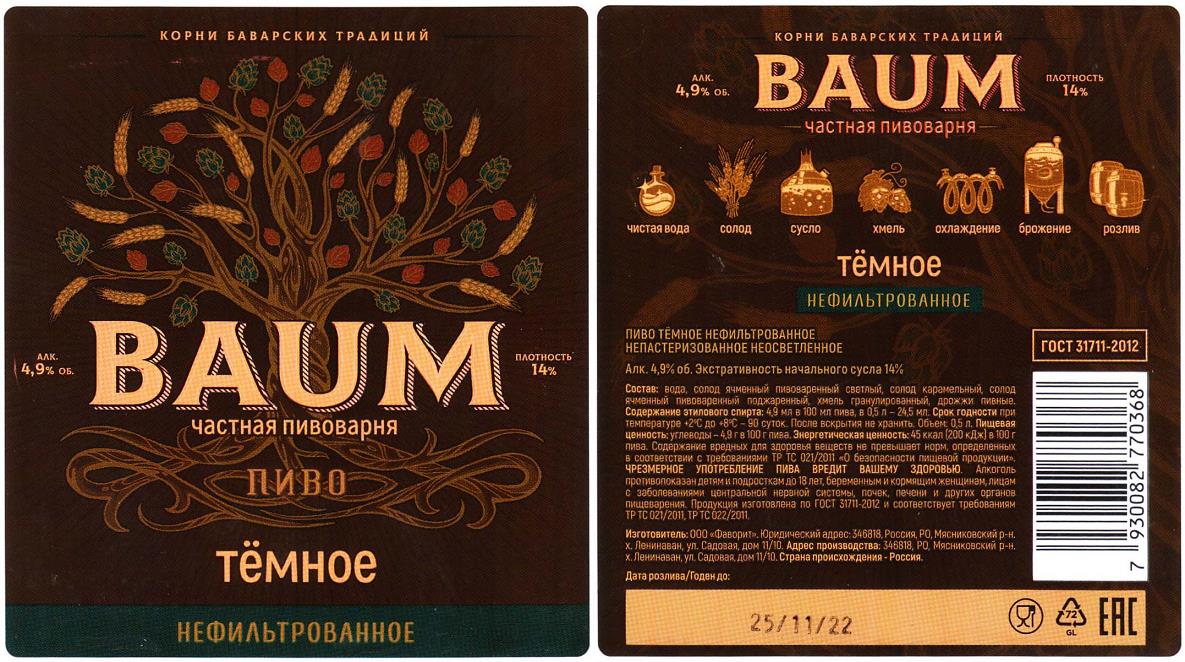 КОРНИ БАВАРСКИХ ТРАДИЦИЙ
АЛК.
4,9% ОБ.
BAUM
ПЛОТНОСТЬ
14%
частная пивоварня
ПИВО
тёмное
НЕФИЛЬТРОВАННОЕ
КОРНИ БАВАРСКИХ ТРАДИЦИЙ
АЛК.
4,9% ОБ.
BAUM
ПЛОТНОСТЬ
14%
частная пивоварня
чистая вода солод сусло хмель охлаждение брожение розлив
тёмное
НЕФИЛЬТРОВАННОЕ
ПИВО ТЁМНОЕ НЕФИЛЬТРОВАННОЕ
НЕПАСТЕРИЗОВАННОЕ НЕОСВЕТЛЕННОЕ
Алк. 4,9% об. Экстрактивность начального сусла 14%
Состав: вода, солод ячменный пивоваренный светлый, солод карамельный, солод
ячменный пивоваренный поджаренный, хмель гранулированный, дрожжи пивные.
Содержание этилового спирта: 4,9 мл в 100 мл пива, в 0,5 л – 24,5 мл. Срок годности при
температуре +2°С до +8°С – 90 суток. После вскрытия не хранить. Объем: 0,5 л. Пищевая
ценность: углеводы – 4,9 г в 100 г пива. Энергетическая ценность: 45 ккал (200 кДж) в 100 г
пива. Содержание вредных для здоровья веществ не превышает норм, определенных
в соответствии с требованиями ТР ТС 021/2011 «О безопасности пищевой продукции».
ЧРЕЗМЕРНОЕ УПОТРЕБЛЕНИЕ ПИВА ВРЕДИТ ВАШЕМУ ЗДОРОВЬЮ. Алкоголь
противопоказан детям и подросткам до 18 лет, беременным и кормящим женщинам, лицам
с заболеваниями центральной нервной системы, почек, печени и других органов
пищеварения. Продукция изготовлена по ГОСТ 31711-2012 и соответствует требованиям
ТР ТС 021/2011, ТР ТС 022/2011.
Изготовитель: ООО «Фаворит». Юридический адрес: 346818, Россия, РО, Мясниковский р-н.
х. Ленинаван, ул. Садовая, дом 11/10. Адрес производства: 346818, РО, Мясниковский р-н.
х. Ленинаван, ул. Садовая, дом 11/10. Страна происхождения - Россия.
Дата розлива/Годен до:
ГОСТ 31711-2012
7 930082 770368
25/11/22
72
GL
ЕАС